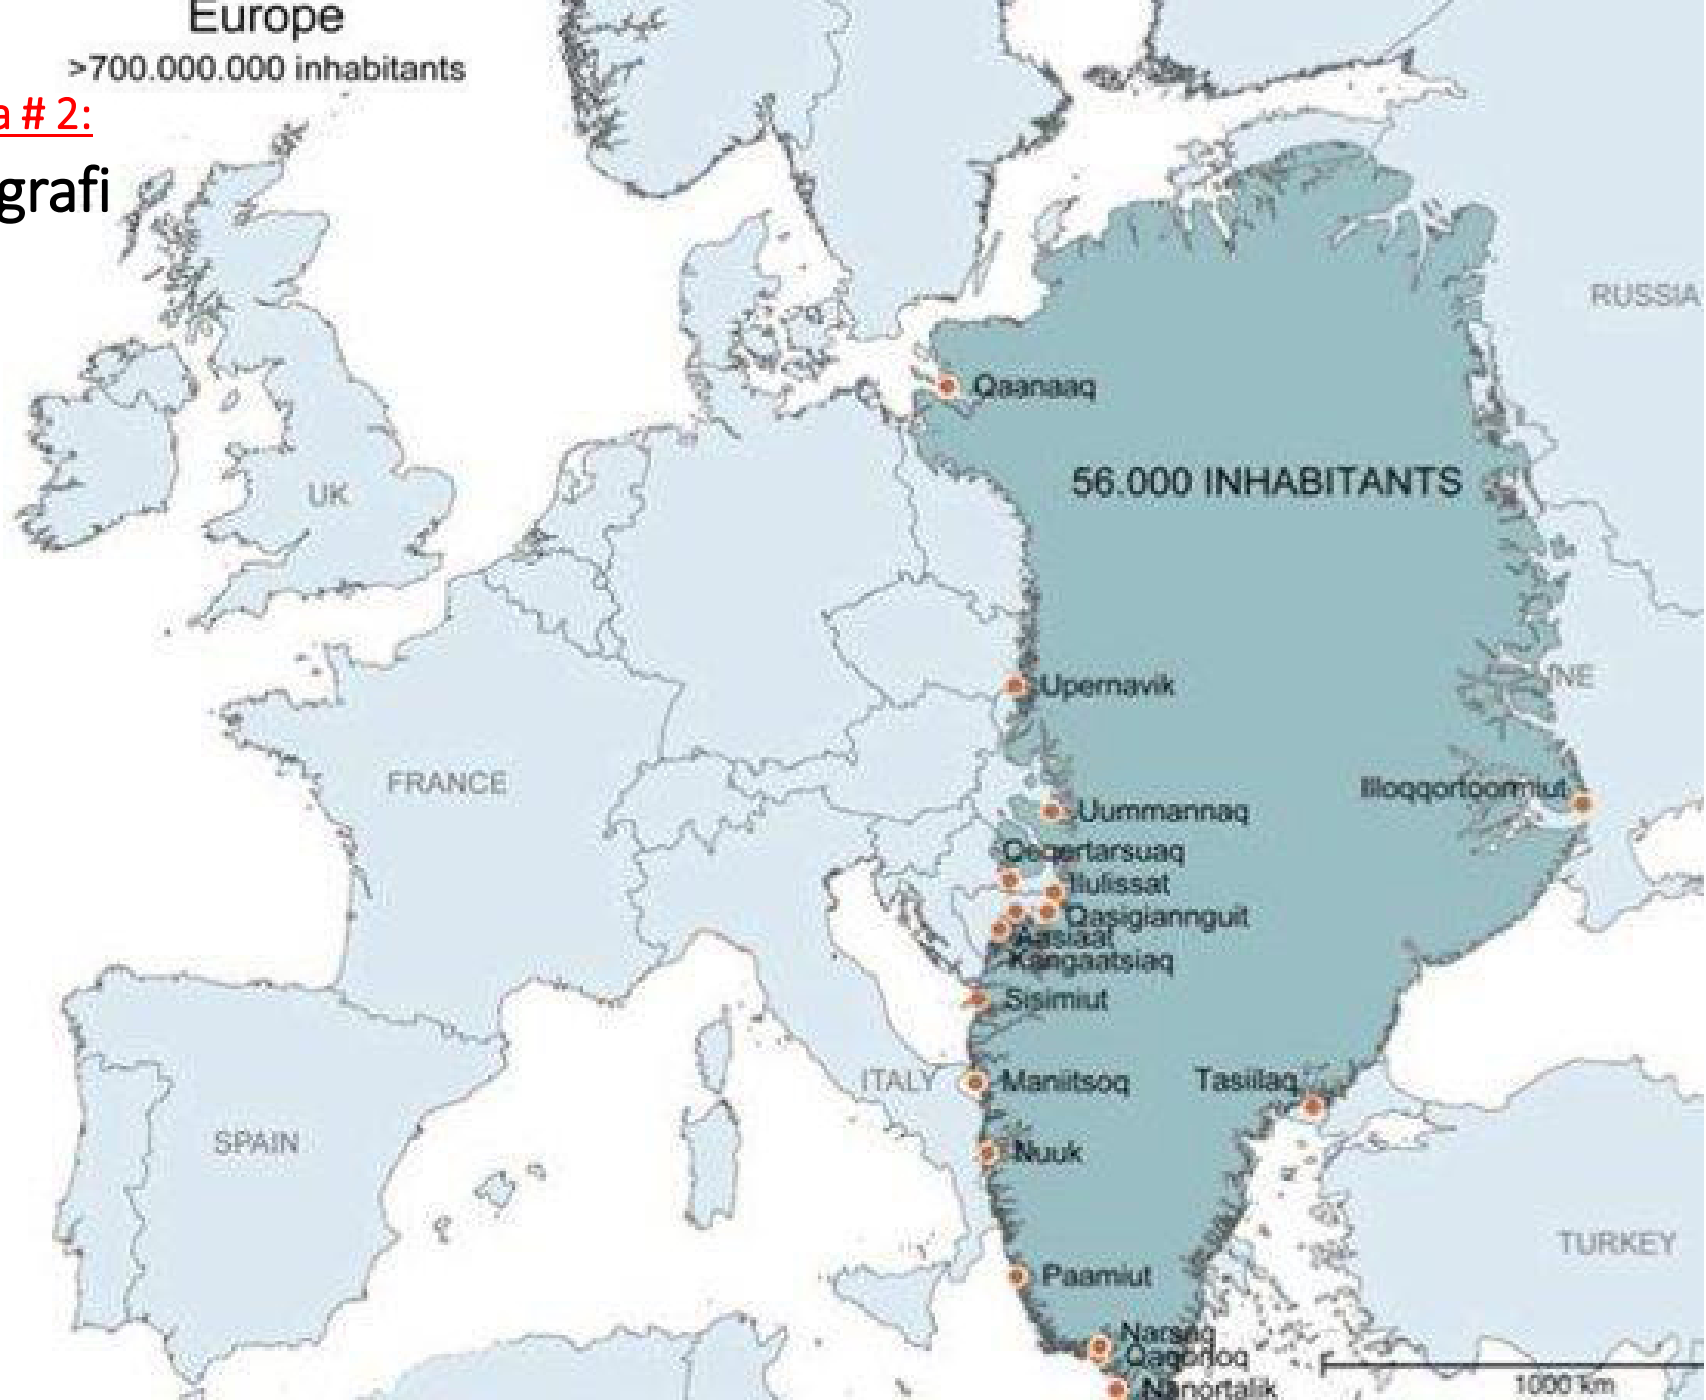 Europe
>700.000.000 inhabitants
a # 2:
grafi
RUSSIA
Qaanaaq
56.000 INHABITANTS
UK
NE
Upernavik
FRANCE
Illoqqortoormiut
Uummannaq
Qeqertarsuaq
Ilulissat
Qasigiannguit
Aasiaat
Kangaatsiaq
Sisimiut
ITALY
Maniitsoq
Tasiilaq
SPAIN
Nuuk
TURKEY
Paamiut
Narsaq
Qaqortoq
Nanortalik
1000 km